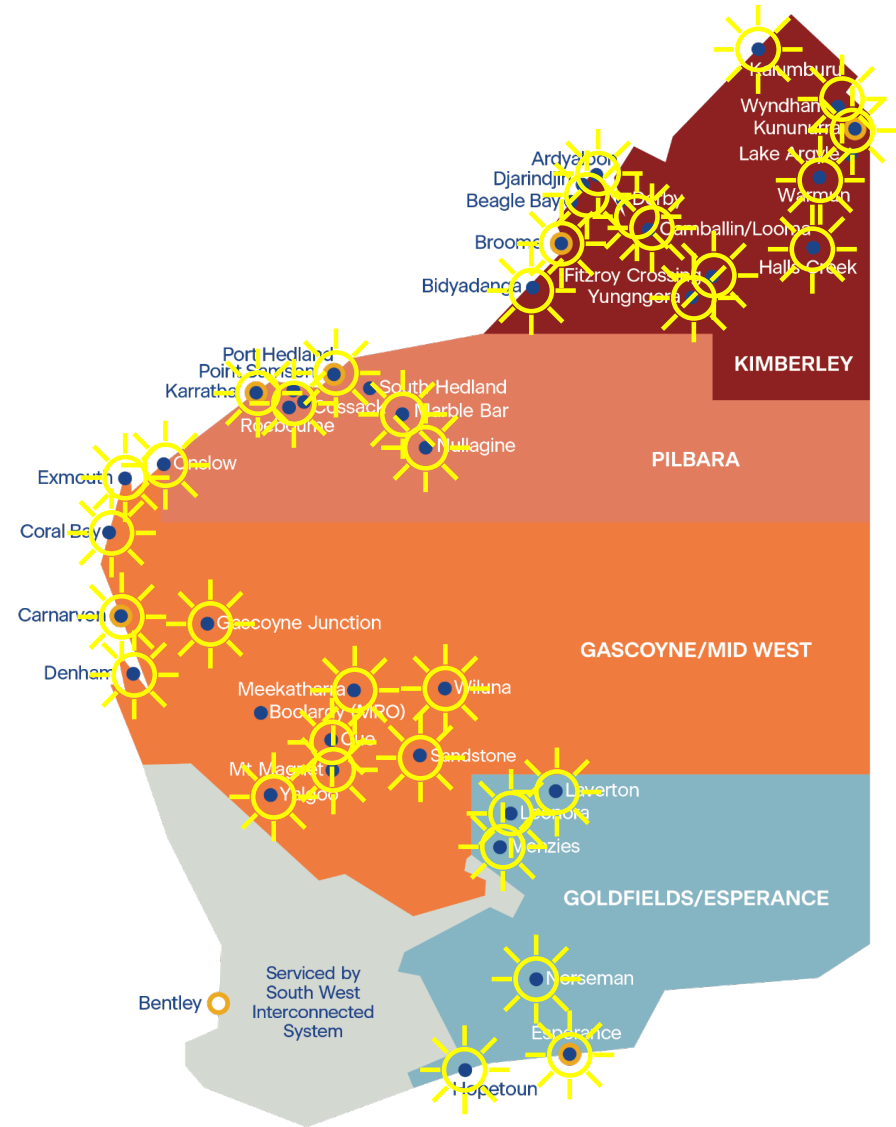 Kalumburu
Wyndham
Kununurra
Lake Argyle
Ardyaloon
Djarindjin
Beagle Bay
Derby
Warmun
Camballin/Looma
Broome
Halls Creek
Fitzroy Crossing
Bidyadanga
Yungngora
KIMBERLEY
Port Hedland
Point Samson
Karratha
South Hedland
Cossack
Marble Bar
Roebourne
Nullagine
PILBARA
Onslow
Exmouth
Coral Bay
Carnarvon
Gascoyne Junction
GASCOYNE/MID WEST
Denham
Meekatharra
Wiluna
Boolardy (MRO)
Cue
Sandstone
Mt Magnet
Yalgoo
Laverton
Leonora
Menzies
GOLDFIELDS/ESPERANCE
Serviced by
South West
Interconnected
System
Norseman
Bentley
Esperance
Hopetoun